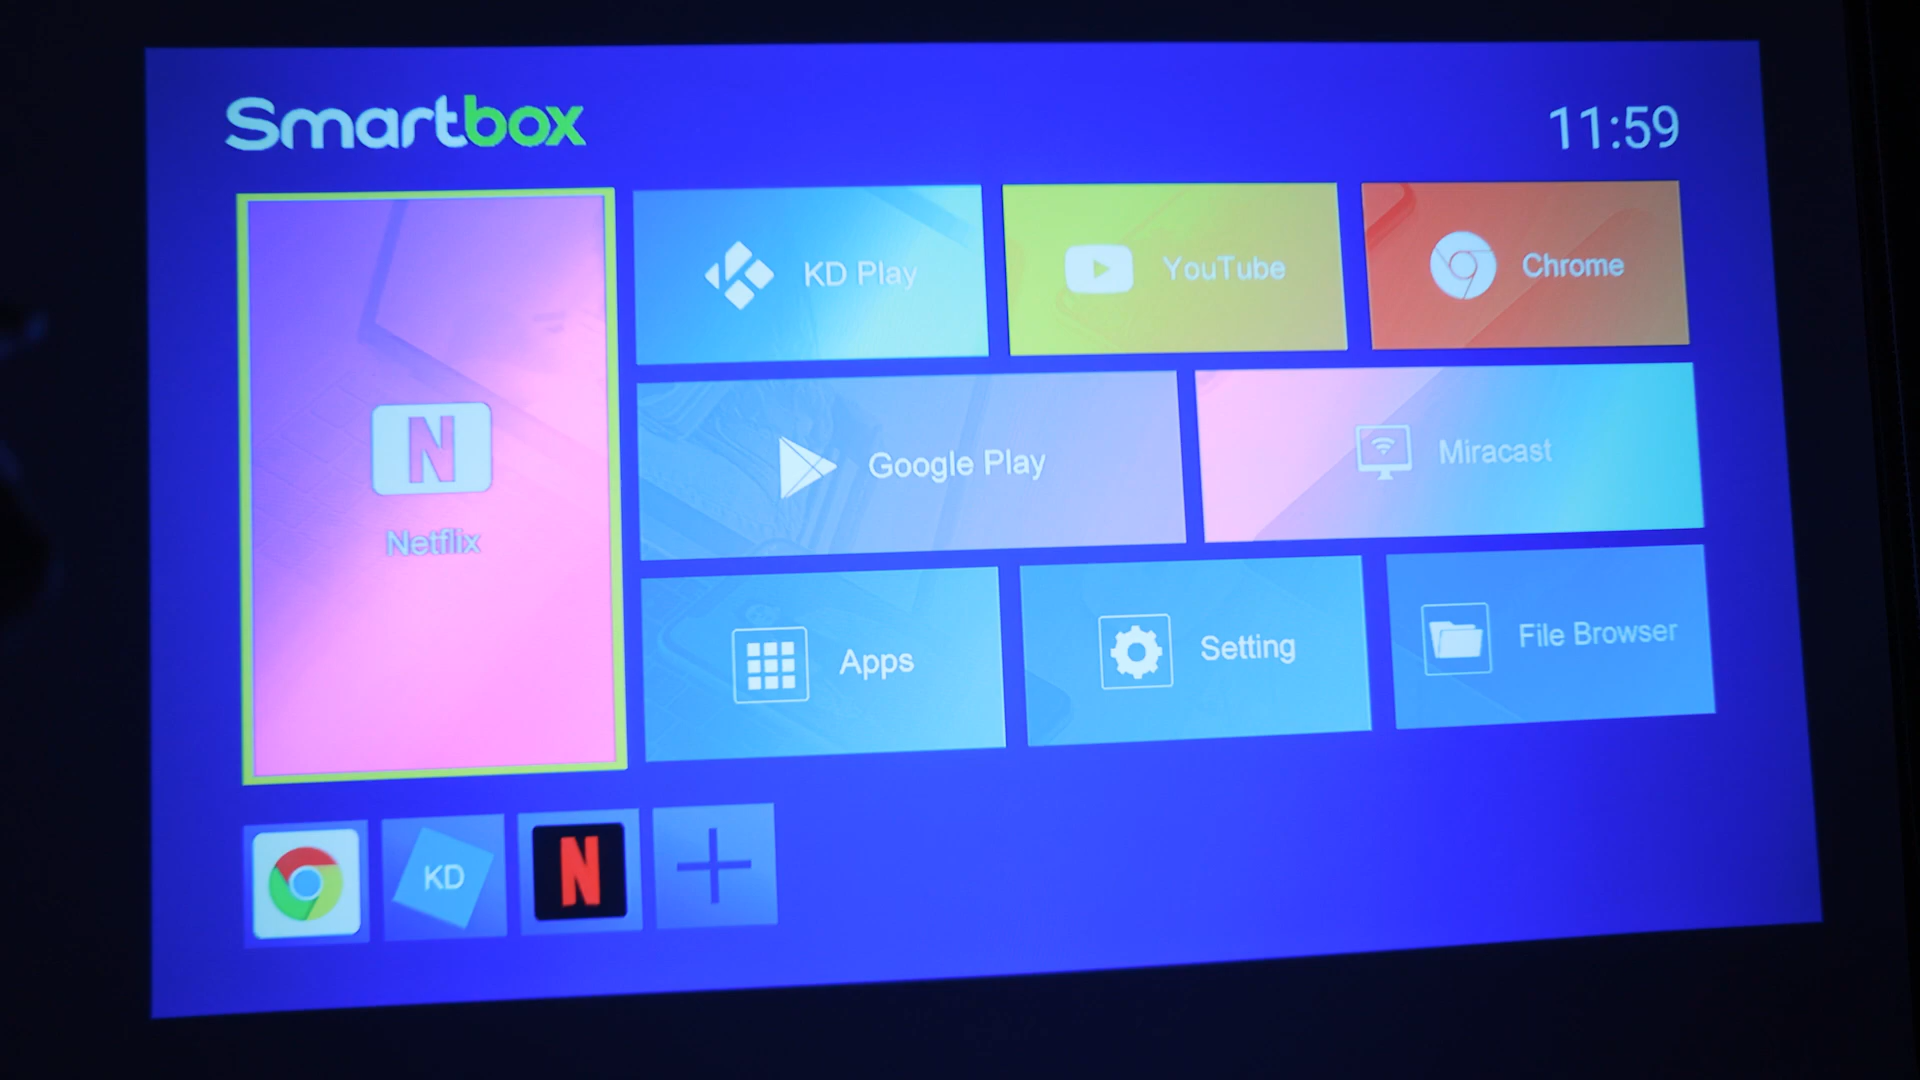 Smartbox
11:59
N
Netflix
KD Play
YouTube
Chrome
Google Play
Miracast
Apps
Setting
File Browser
KD
N